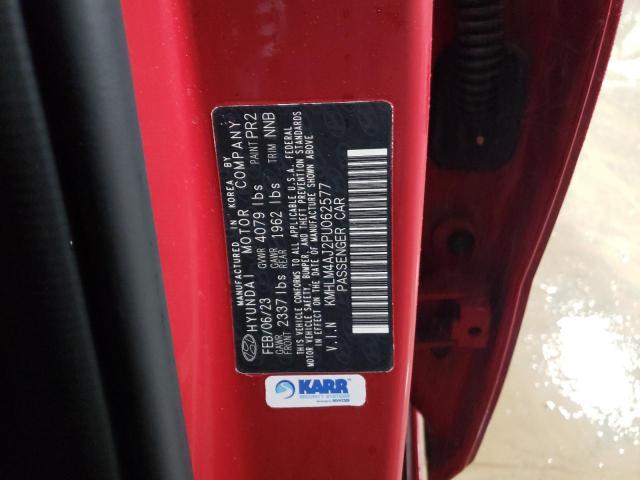 MANUFACTURED IN KOREA BY
HYUNDAI MOTOR COMPANY
FEB/06/23 GVWR 4079 lbs PAINT PR2
GAWR FRONT 2337 lbs GAWR REAR 1962 lbs TRIM NNB
THIS VEHICLE CONFORMS TO ALL APPLICABLE U.S.A. FEDERAL
MOTOR VEHICLE SAFETY, BUMPER, AND THEFT PREVENTION STANDARDS
IN EFFECT ON THE DATE OF MANUFACTURE SHOWN ABOVE.
V.I.N KMHLM4AJ2PU062577
PASSENGER CAR
KARR
SECURITY SYSTEMS